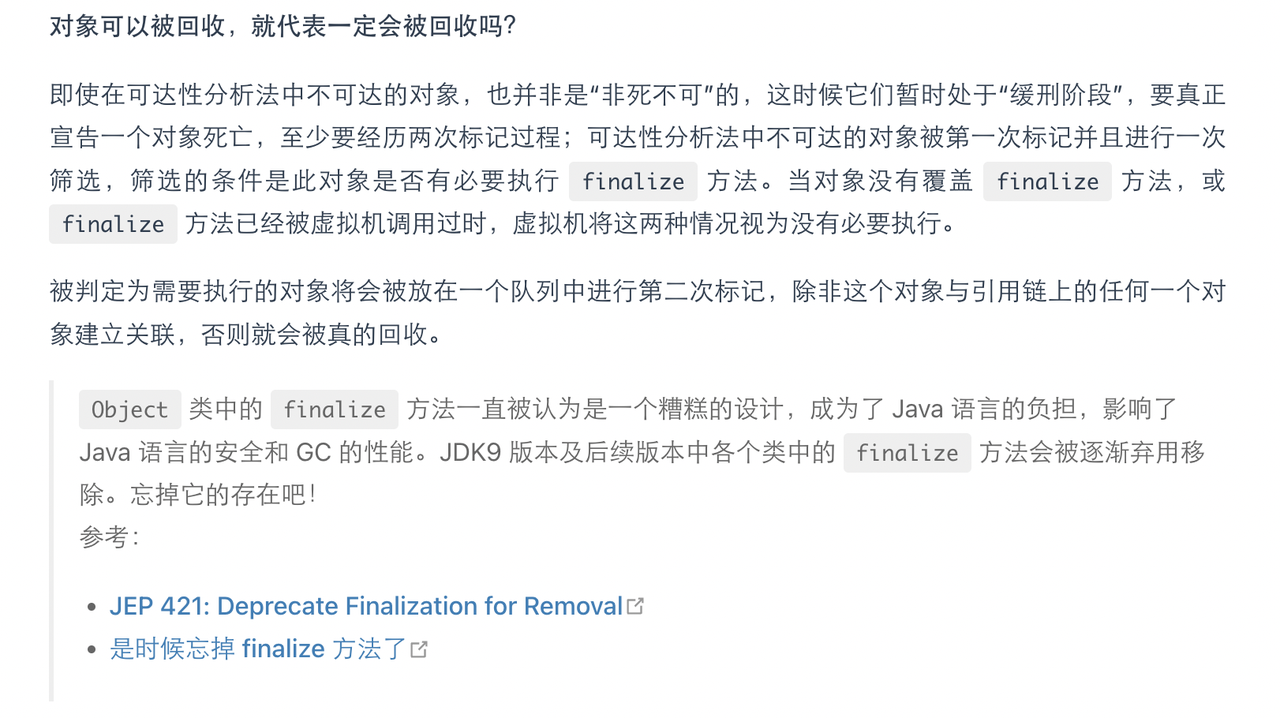 对象可以被回收，就代表一定会被回收吗？
即使在可达性分析法中不可达的对象，也并非是“非死不可”的，这时候它们暂时处于“缓刑阶段”，要真正
宣告一个对象死亡，至少要经历两次标记过程；可达性分析法中不可达的对象被第一次标记并且进行一次
筛选，筛选的条件是此对象是否有必要执行 finalize 方法。当对象没有覆盖 finalize 方法，或
finalize 方法已经被虚拟机调用过时，虚拟机将这两种情况视为没有必要执行。
被判定为需要执行的对象将会被放在一个队列中进行第二次标记，除非这个对象与引用链上的任何一个对
象建立关联，否则就会被真的回收。
Object 类中的 finalize 方法一直被认为是一个糟糕的设计，成为了 Java 语言的负担，影响了
Java 语言的安全和 GC 的性能。JDK9 版本及后续版本中各个类中的 finalize 方法会被逐渐弃用移
除。忘掉它的存在吧！
参考：
• JEP 421: Deprecate Finalization for Removal
• 是时候忘掉 finalize 方法了